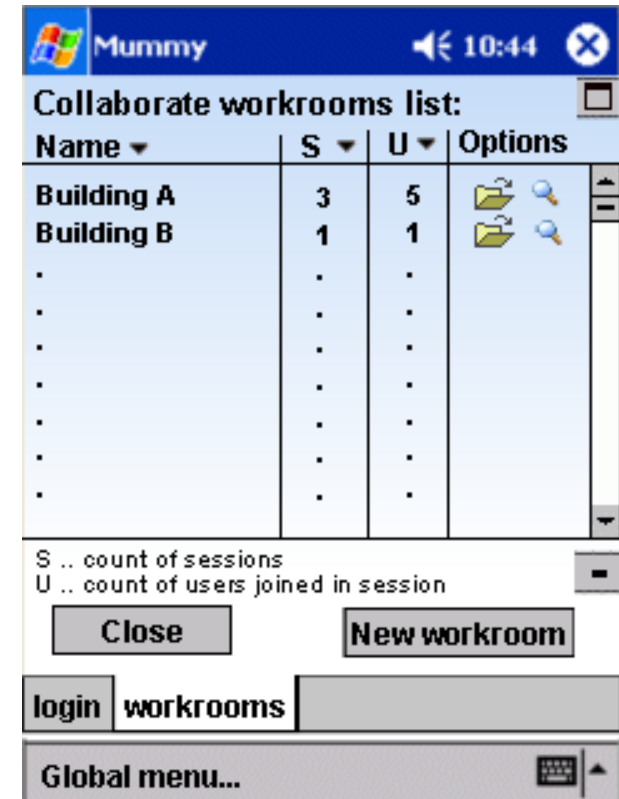 Mummy 10:44
Collaborate workrooms list:
Name S U Options
Building A 3 5
Building B 1 1
. . .
. . .
. . .
. . .
. . .
. . .
. . .
S .. count of sessions
U .. count of users joined in session
Close New workroom
login workrooms
Global menu...